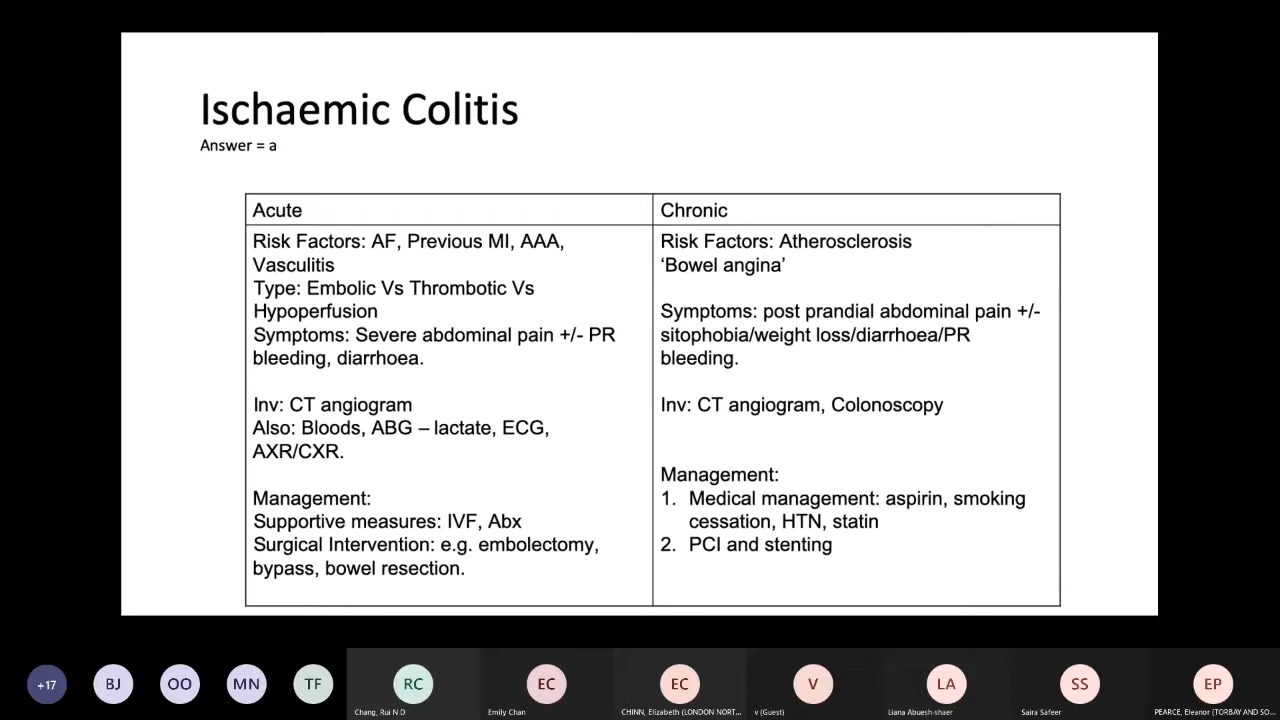 Ischaemic Colitis
Answer = a
Acute
Risk Factors: AF, Previous MI, AAA,
Vasculitis
Type: Embolic Vs Thrombotic Vs
Hypoperfusion
Symptoms: Severe abdominal pain +/- PR
bleeding, diarrhoea.
Inv: CT angiogram
Also: Bloods, ABG – lactate, ECG,
AXR/CXR.
Management:
Supportive measures: IVF, Abx
Surgical Intervention: e.g. embolectomy,
bypass, bowel resection.
Chronic
Risk Factors: Atherosclerosis
‘Bowel angina’
Symptoms: post prandial abdominal pain +/-
sitophobia/weight loss/diarrhoea/PR
bleeding.
Inv: CT angiogram, Colonoscopy
Management:
1. Medical management: aspirin, smoking
cessation, HTN, statin
2. PCI and stenting
+17
BJ
OO
MN
TF
RC
Chang, Rui N D
EC
Emily Chan
EC
CHINN, Elizabeth (LONDON NORT...
V
v (Guest)
LA
Liana Abuesh-shaer
SS
Saira Safeer
EP
PEARCE, Eleanor (TORBAY AND SO...